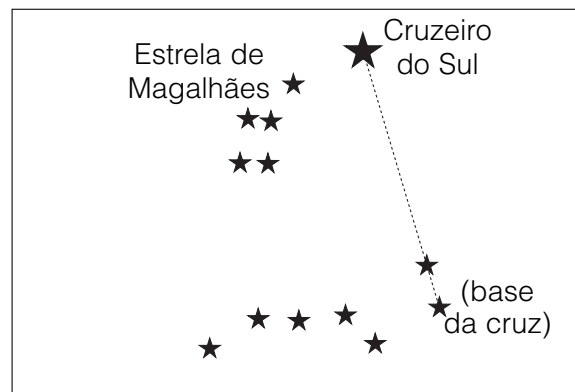 Estrela de
Magalhães
Cruzeiro
do Sul
(base
da cruz)